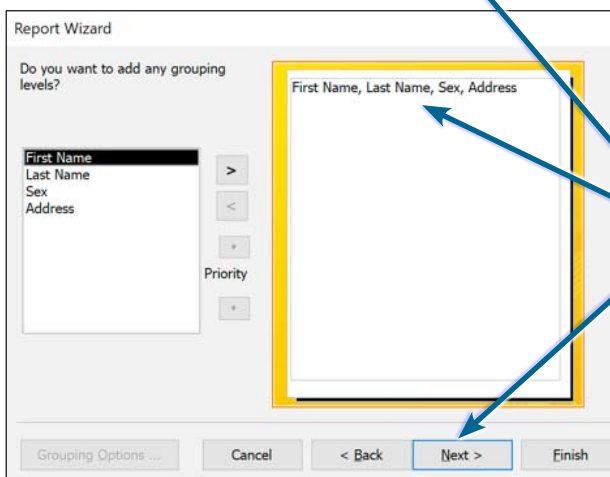 Report Wizard
Do you want to add any grouping
levels?
First Name
Last Name
Sex
Address
>
<
Priority
First Name, Last Name, Sex, Address
Grouping Options ...
Cancel
< Back
Next >
Finish